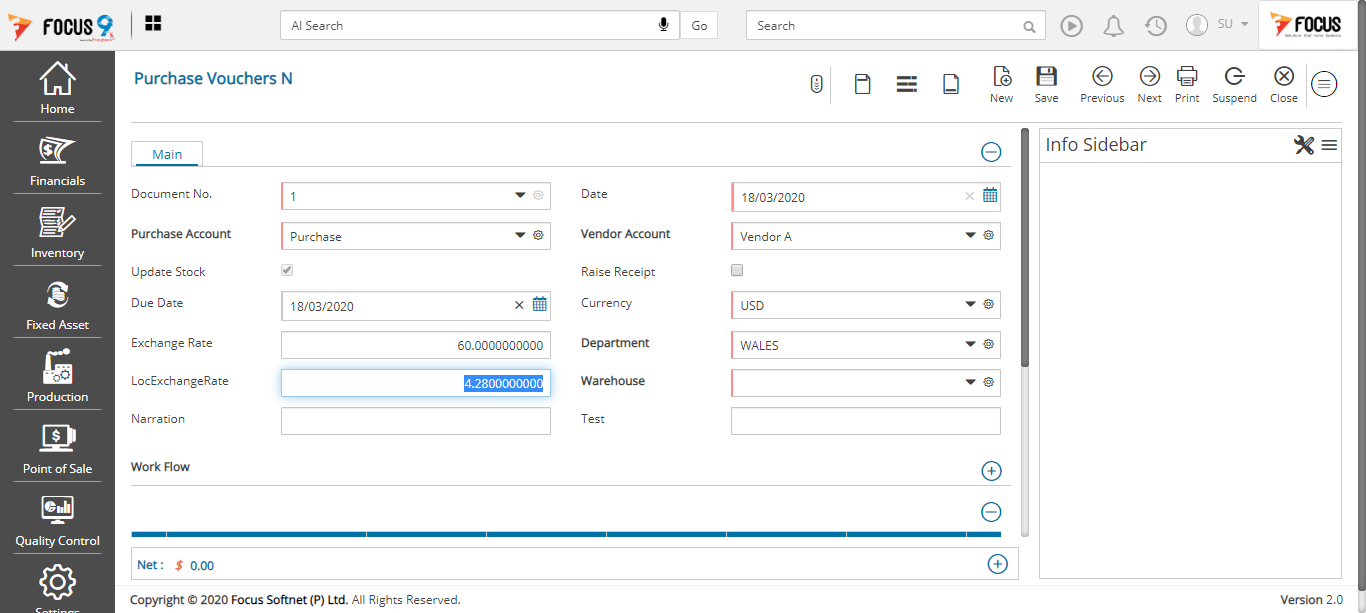 FOCUS 9
AI Search
Go
Search
SU
FOCUS
Home
Financials
Inventory
Fixed Asset
Production
Point of Sale
Quality Control
Settings
Purchase Vouchers N
New
Save
Previous
Next
Print
Suspend
Close
Main
Document No.
1
Date
18/03/2020
Purchase Account
Purchase
Vendor Account
Vendor A
Update Stock
Raise Receipt
Due Date
18/03/2020
Currency
USD
Exchange Rate
60.0000000000
Department
WALES
LocExchangeRate
4.2800000000
Warehouse
Narration
Test
Work Flow
Net : $ 0.00
Info Sidebar
Copyright © 2020 Focus Softnet (P) Ltd. All Rights Reserved.
Version 2.0